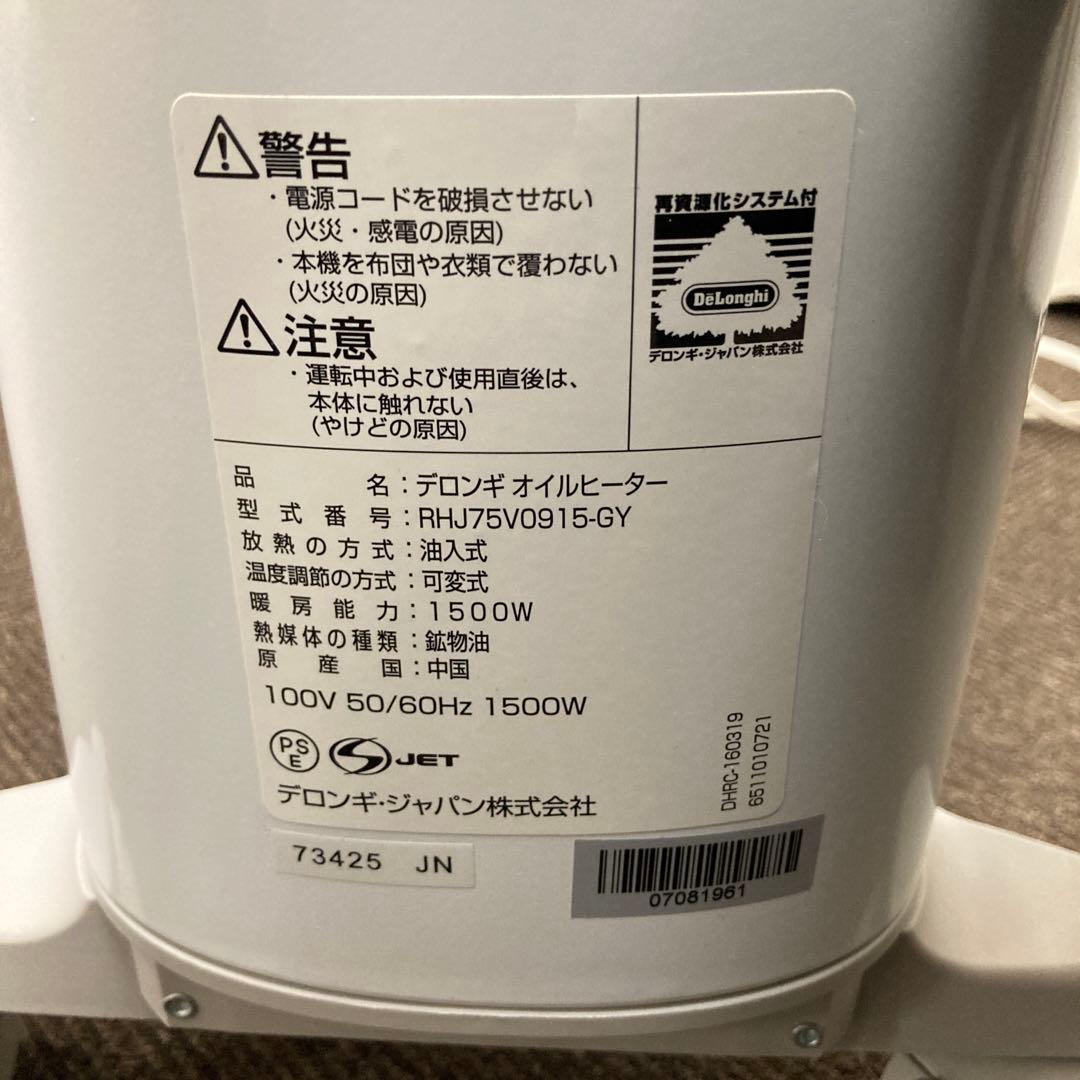 警告
・電源コードを破損させない
(火災・感電の原因)
・本機を布団や衣類で覆わない
(火災の原因)
注意
・運転中および使用直後は、
本体に触れない
(やけどの原因)
再資源化システム付
DeLonghi
デロンギ・ジャパン株式会社
品名：デロンギ オイルヒーター
型式番号：RHJ75V0915-GY
放熱の方式：油入式
温度調節の方式：可変式
暖房能力：1500W
熱媒体の種類：鉱物油
原産国：中国
100V 50/60Hz 1500W
PSE JET
デロンギ・ジャパン株式会社
DHRC-160319
6511010721
73425 JN
07081961